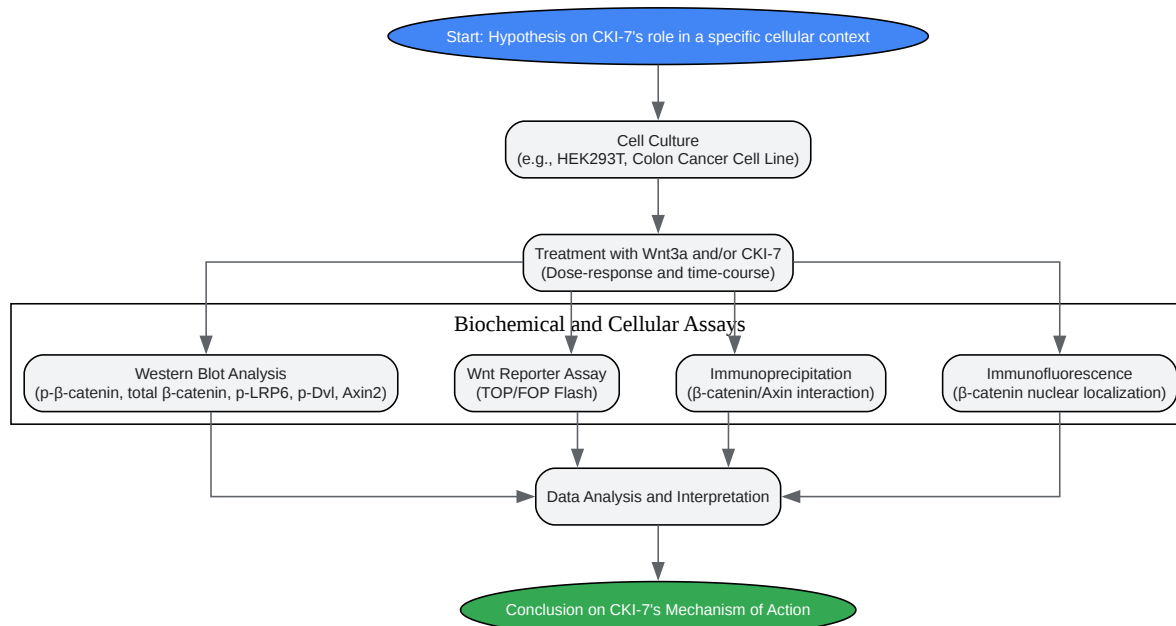 Start: Hypothesis on CKI-7's role in a specific cellular context
Cell Culture
(e.g., HEK293T, Colon Cancer Cell Line)
Treatment with Wnt3a and/or CKI-7
(Dose-response and time-course)
Biochemical and Cellular Assays
Western Blot Analysis
(p-β-catenin, total β-catenin, p-LRP6, p-Dvl, Axin2)
Wnt Reporter Assay
(TOP/FOP Flash)
Immunoprecipitation
(β-catenin/Axin interaction)
Immunofluorescence
(β-catenin nuclear localization)
Data Analysis and Interpretation
Conclusion on CKI-7's Mechanism of Action